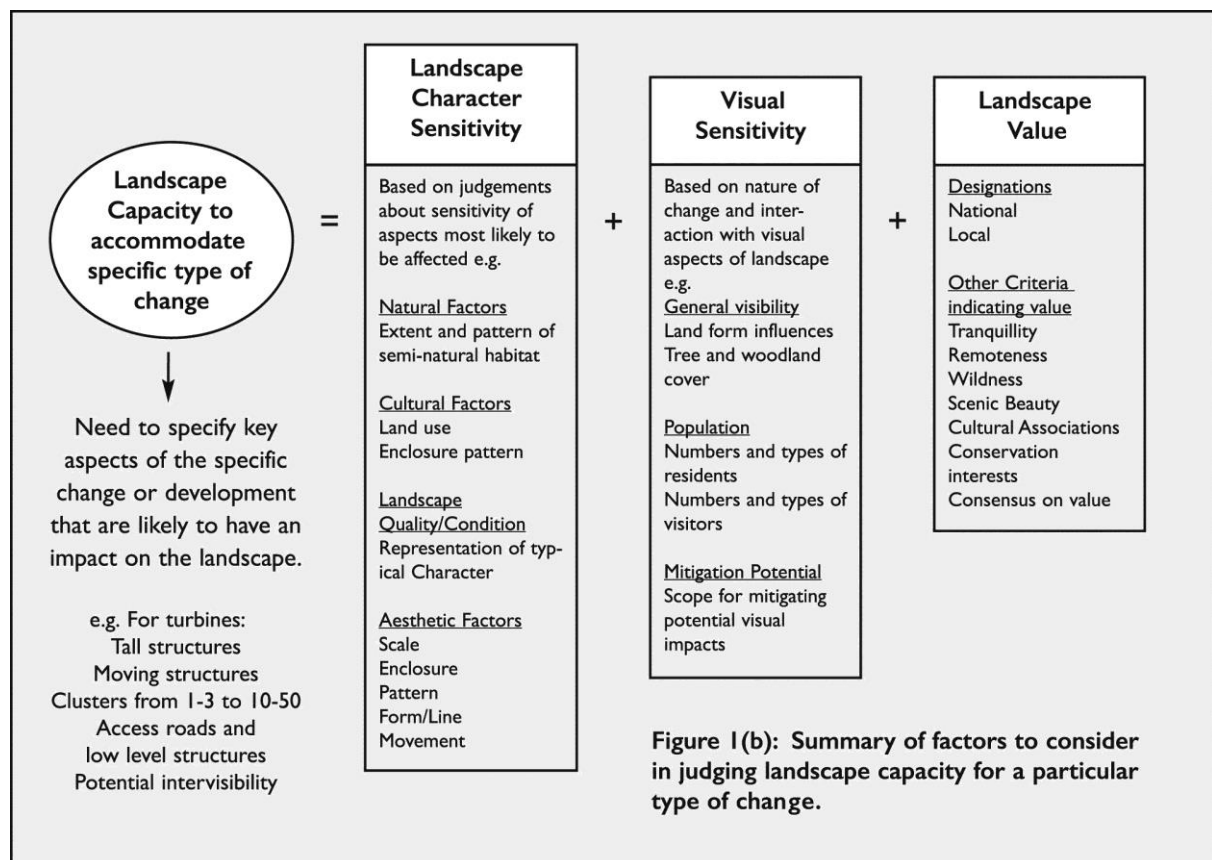 Landscape
Capacity to
accommodate
specific type of
change
Need to specify key
aspects of the specific
change or development
that are likely to have an
impact on the landscape.
e.g. For turbines:
Tall structures
Moving structures
Clusters from 1-3 to 10-50
Access roads and
low level structures
Potential intervisibility
=
Landscape
Character
Sensitivity
Based on judgements
about sensitivity of
aspects most likely to
be affected e.g.
Natural Factors
Extent and pattern of
semi-natural habitat
Cultural Factors
Land use
Enclosure pattern
Landscape
Quality/Condition
Representation of typ-
ical Character
Aesthetic Factors
Scale
Enclosure
Pattern
Form/Line
Movement
+
Visual
Sensitivity
Based on nature of
change and inter-
action with visual
aspects of landscape
e.g.
General visibility
Land form influences
Tree and woodland
cover
Population
Numbers and types of
residents
Numbers and types of
visitors
Mitigation Potential
Scope for mitigating
potential visual
impacts
+
Landscape
Value
Designations
National
Local
Other Criteria
indicating value
Tranquillity
Remoteness
Wildness
Scenic Beauty
Cultural Associations
Conservation
interests
Consensus on value
Figure 1(b): Summary of factors to consider
in judging landscape capacity for a particular
type of change.